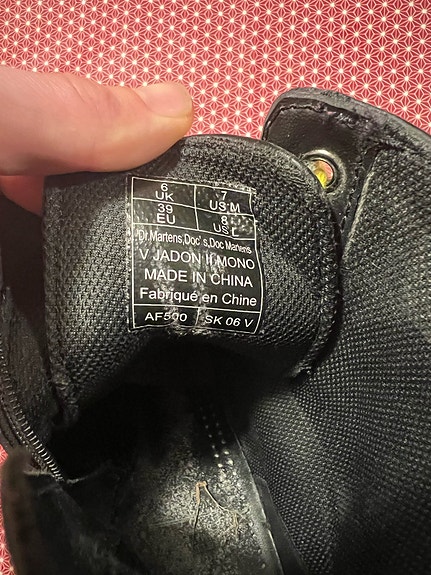 6 UK 7 US M
39 EU 8 US L
Dr.Martens,Doc's,Doc Martens
V JADON II MONO
MADE IN CHINA
Fabriqué en Chine
AF500 SK 06 V